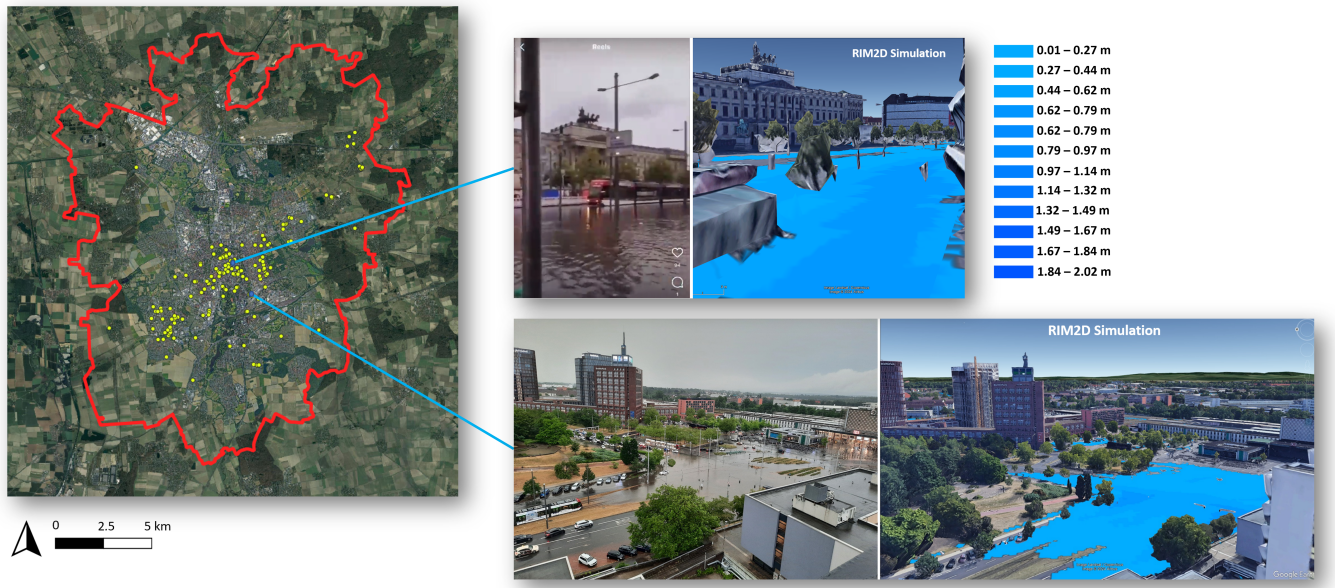 Reels
RIM2D Simulation
0.01 – 0.27 m
0.27 – 0.44 m
0.44 – 0.62 m
0.62 – 0.79 m
0.62 – 0.79 m
0.79 – 0.97 m
0.97 – 1.14 m
1.14 – 1.32 m
1.32 – 1.49 m
1.49 – 1.67 m
1.67 – 1.84 m
1.84 – 2.02 m
RIM2D Simulation
Google Earth
0 2.5 5 km